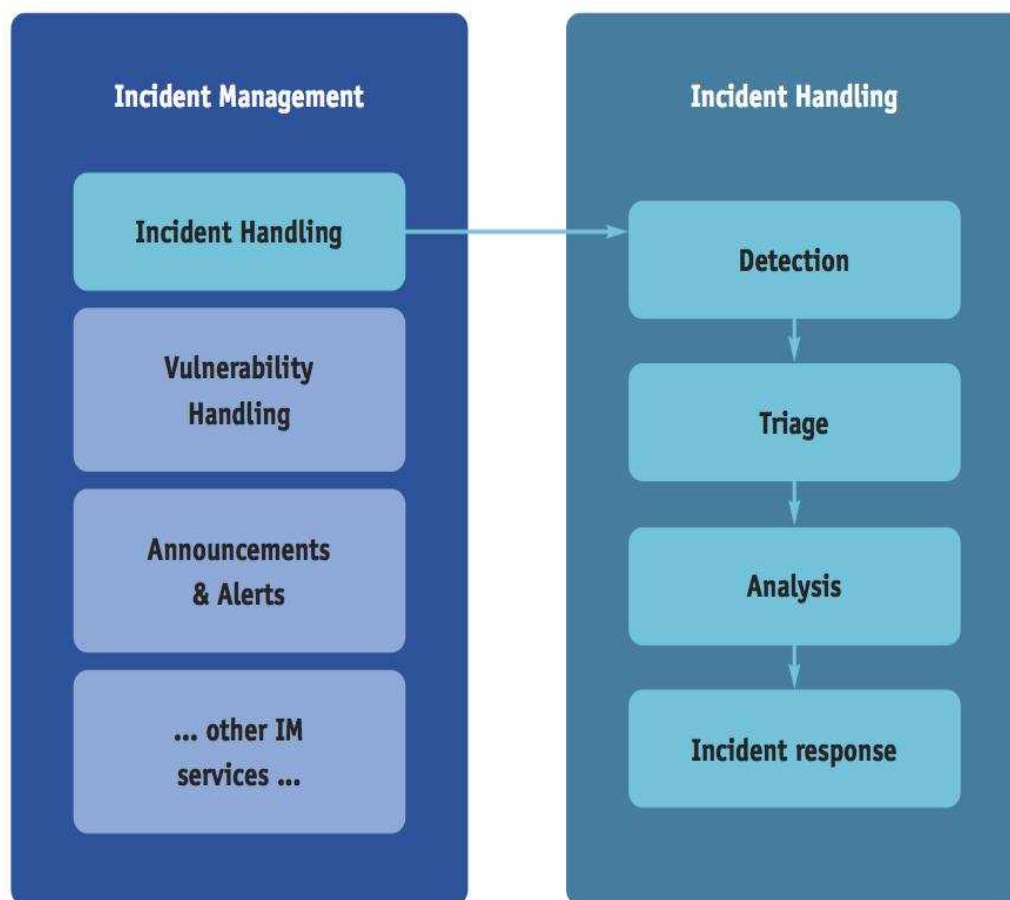 Incident Management
Incident Handling
Vulnerability
Handling
Announcements
& Alerts
... other IM
services ...
Incident Handling
Detection
Triage
Analysis
Incident response